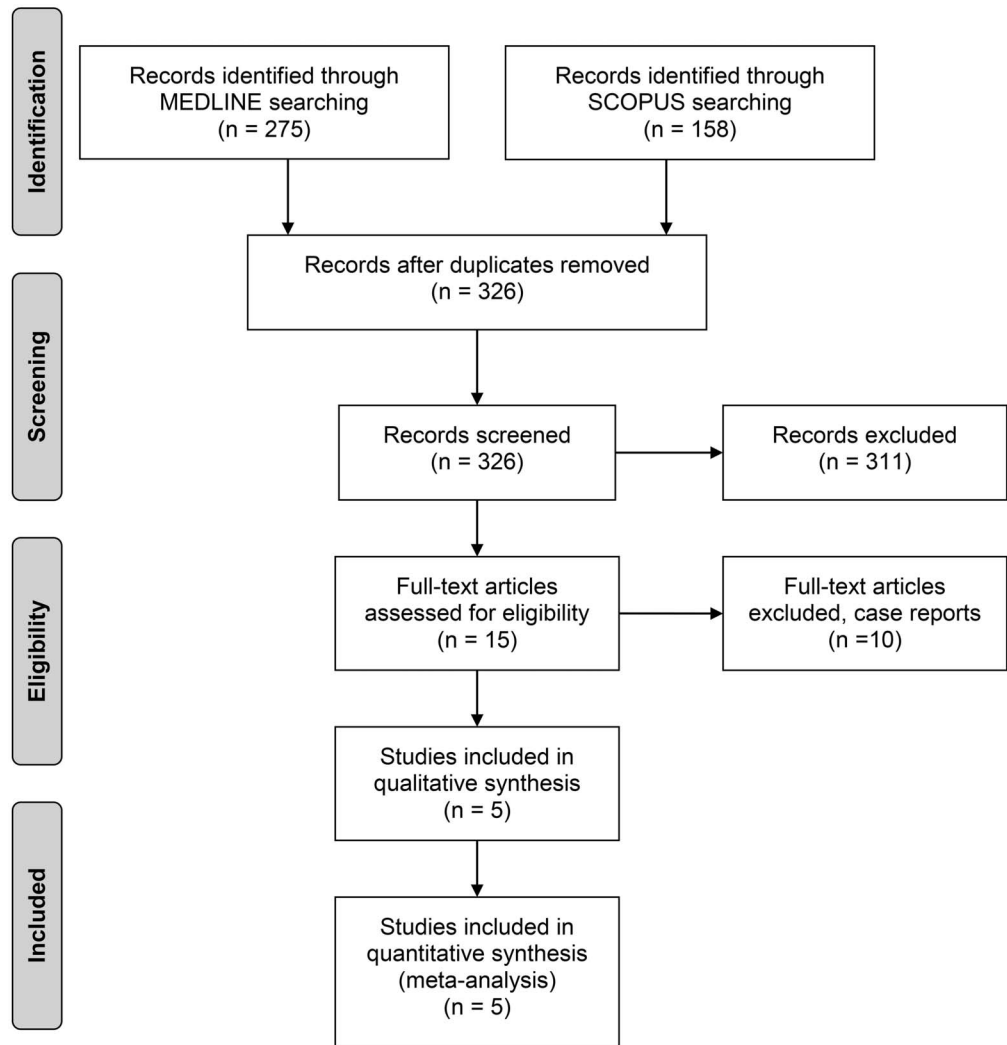 Identification
Records identified through
MEDLINE searching
(n = 275)
Records identified through
SCOPUS searching
(n = 158)
Records after duplicates removed
(n = 326)
Screening
Records screened
(n = 326)
Records excluded
(n = 311)
Eligibility
Full-text articles
assessed for eligibility
(n = 15)
Full-text articles
excluded, case reports
(n =10)
Studies included in
qualitative synthesis
(n = 5)
Included
Studies included in
quantitative synthesis
(meta-analysis)
(n = 5)